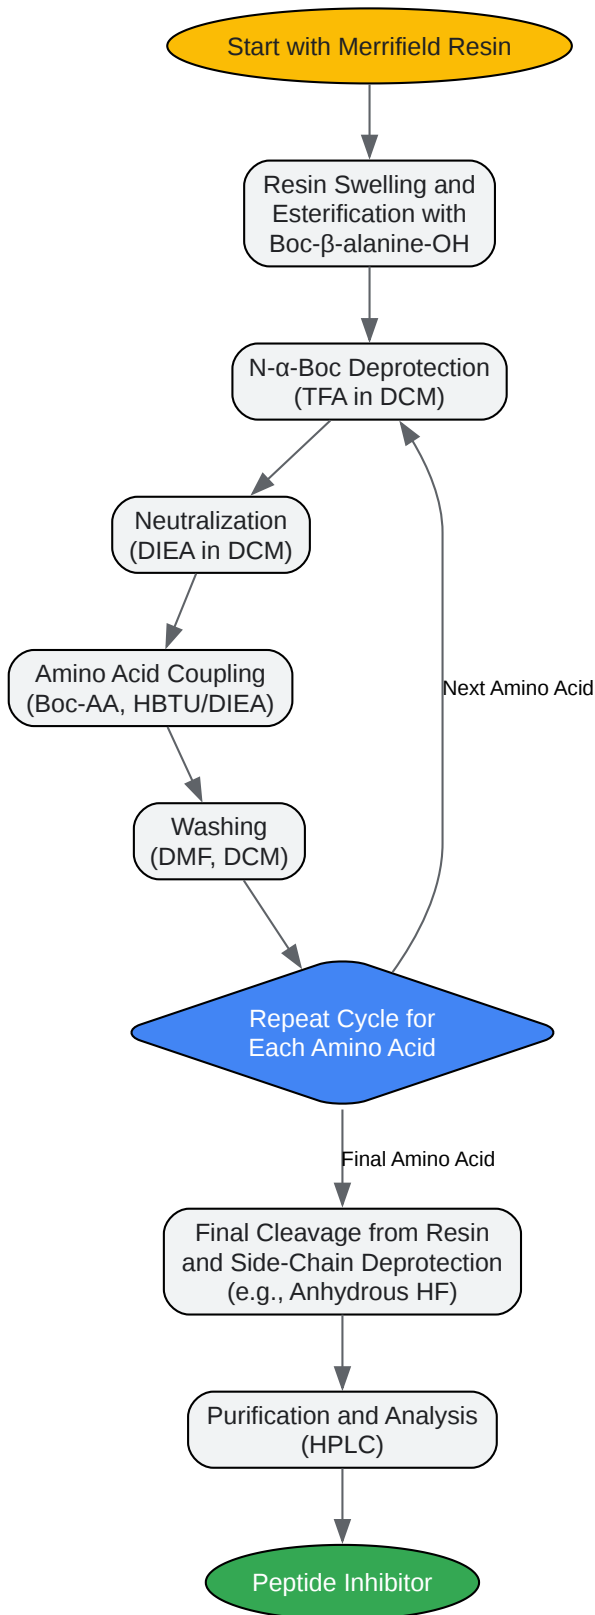 Start with Merrifield Resin
Resin Swelling and
Esterification with
Boc-β-alanine-OH
N-α-Boc Deprotection
(TFA in DCM)
Neutralization
(DIEA in DCM)
Amino Acid Coupling
(Boc-AA, HBTU/DIEA)
Next Amino Acid
Washing
(DMF, DCM)
Repeat Cycle for
Each Amino Acid
Final Amino Acid
Final Cleavage from Resin
and Side-Chain Deprotection
(e.g., Anhydrous HF)
Purification and Analysis
(HPLC)
Peptide Inhibitor